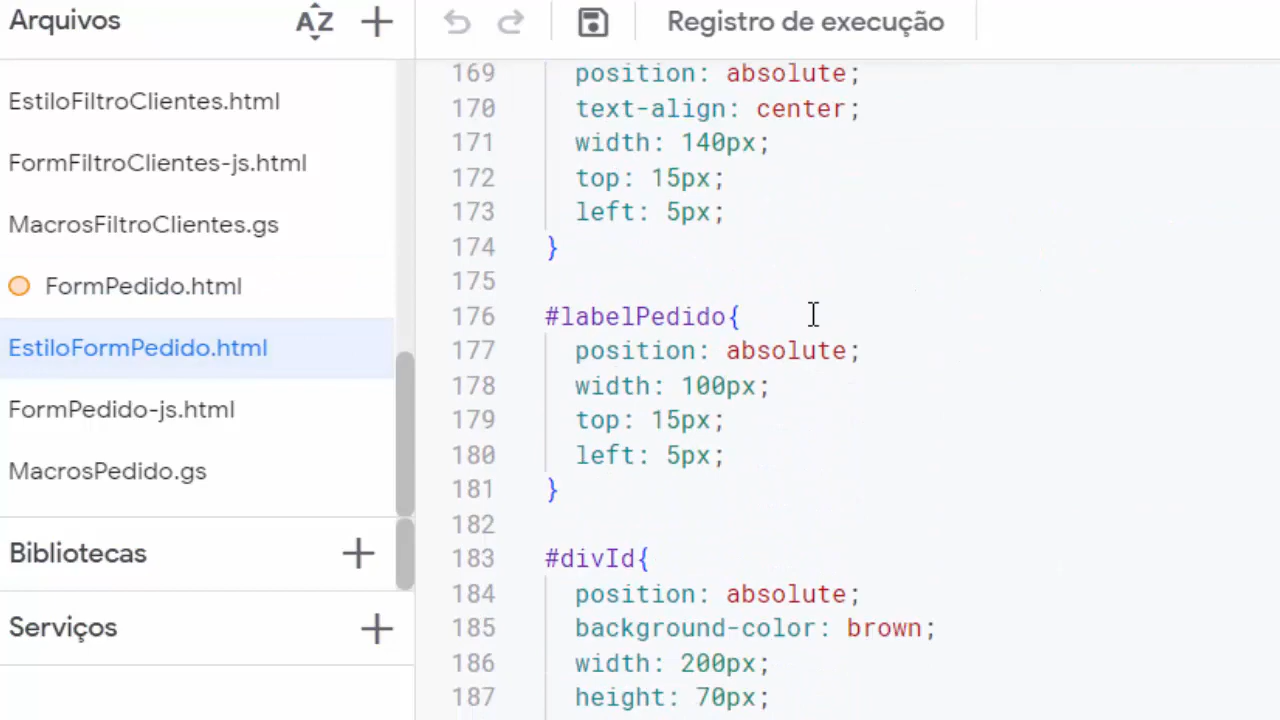 Arquivos
AZ
Registro de execução
EstiloFiltroClientes.html
FormFiltroClientes-js.html
MacrosFiltroClientes.gs
FormPedido.html
EstiloFormPedido.html
FormPedido-js.html
MacrosPedido.gs
Bibliotecas
Serviços
169 position: absolute;
170 text-align: center;
171 width: 140px;
172 top: 15px;
173 left: 5px;
174 }
175
176 #labelPedido{
177 position: absolute;
178 width: 100px;
179 top: 15px;
180 left: 5px;
181 }
182
183 #divId{
184 position: absolute;
185 background-color: brown;
186 width: 200px;
187 height: 70px;